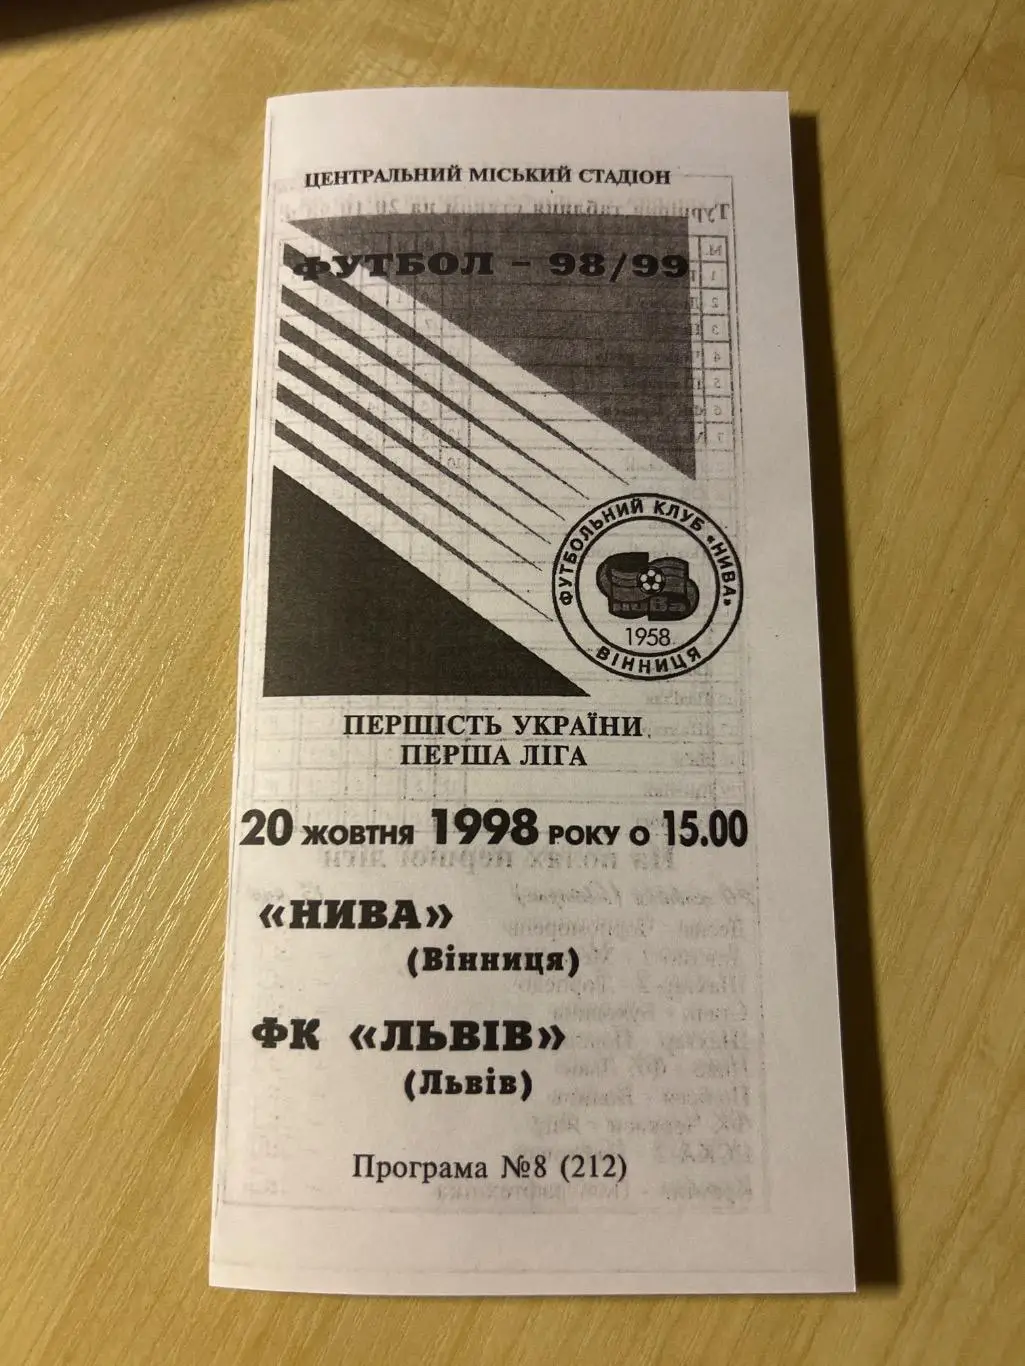 ЦЕНТРАЛЬНИЙ МІСЬКИЙ СТАДІОН
ФУТБОЛ - 98/99
ФУТБОЛЬНИЙ КЛУБ «НИВА»
нива
1958
ВІННИЦЯ
ПЕРШІСТЬ УКРАЇНИ
ПЕРША ЛІГА
20 ЖОВТНЯ 1998 РОКУ О 15.00
«НИВА»
(Вінниця)
ФК «ЛЬВІВ»
(Львів)
Програма №8 (212)